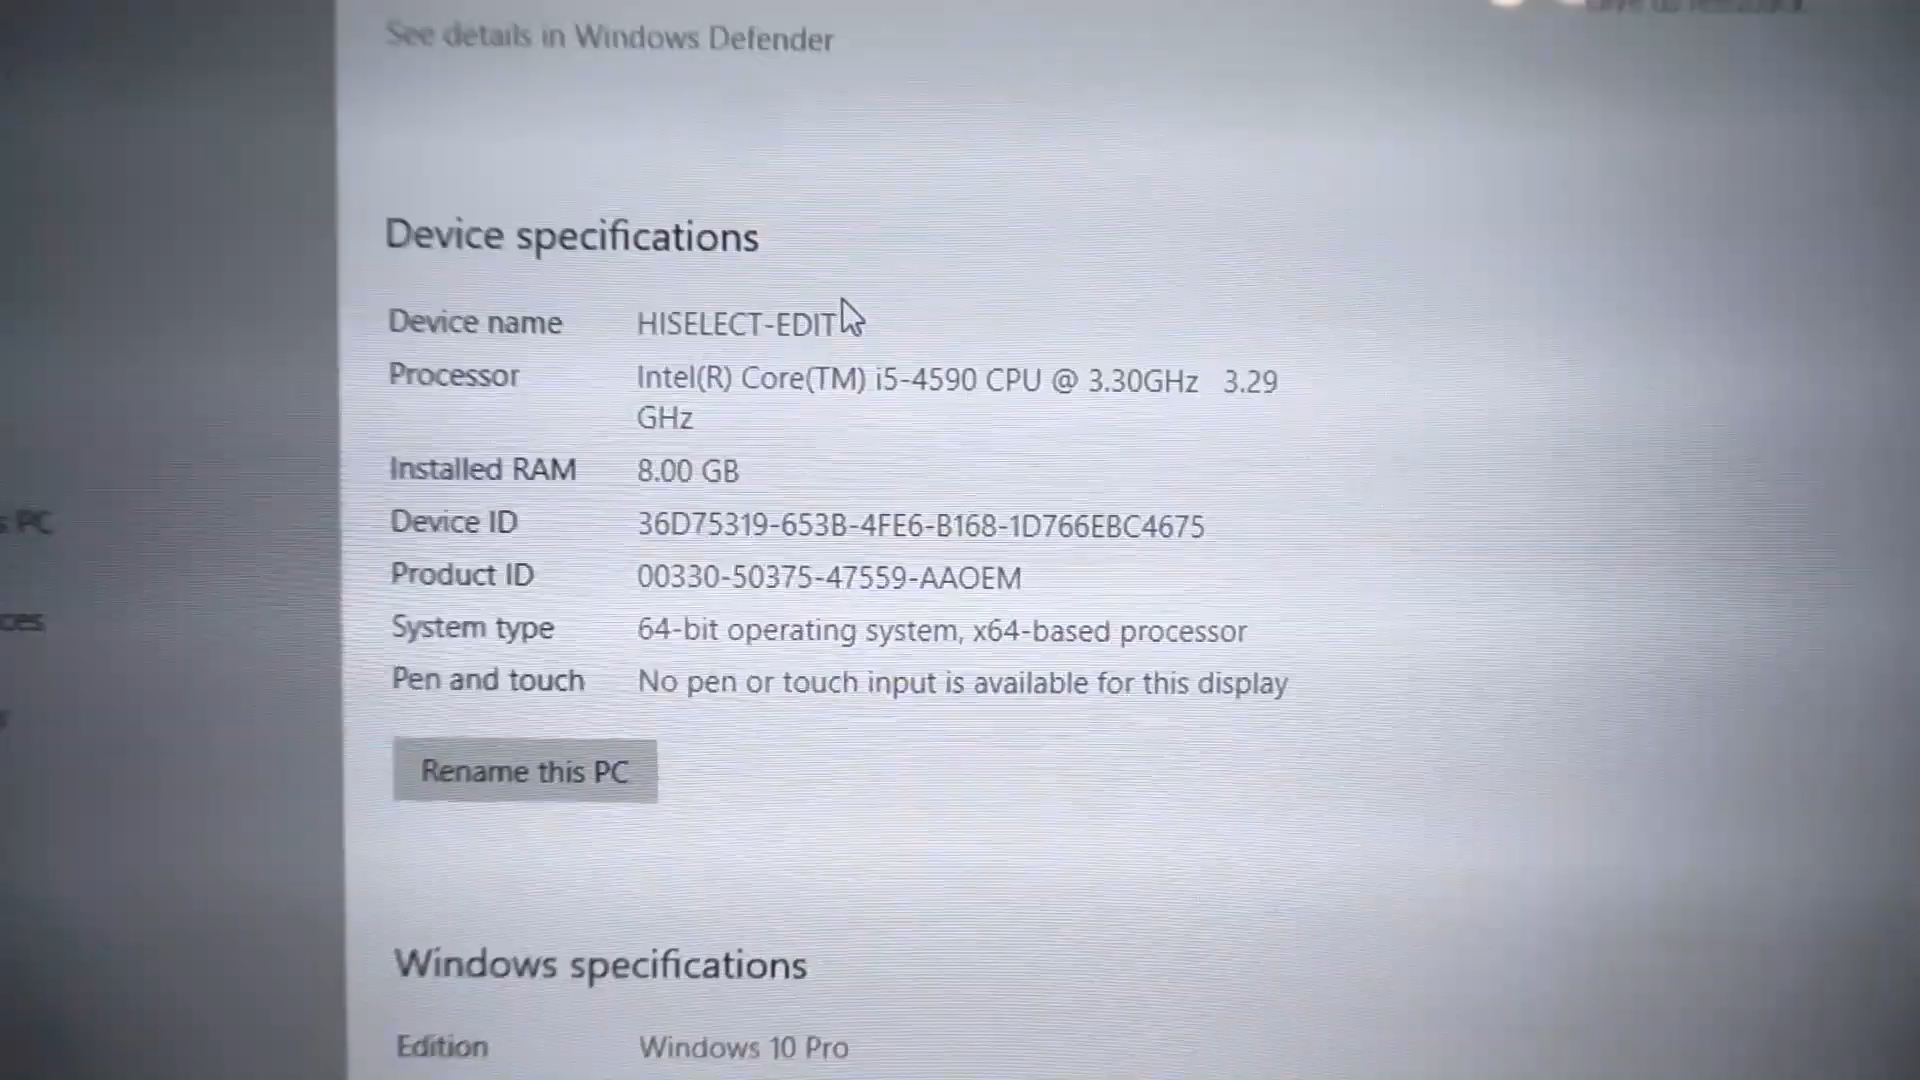 See details in Windows Defender
Device specifications
Device name HISELECT-EDIT
Processor Intel(R) Core(TM) i5-4590 CPU @ 3.30GHz 3.29
GHz
Installed RAM 8.00 GB
Device ID 36D75319-653B-4FE6-B168-1D766EBC4675
s PC
Product ID 00330-50375-47559-AAOEM
ces
System type 64-bit operating system, x64-based processor
Pen and touch No pen or touch input is available for this display
Rename this PC
Windows specifications
Edition Windows 10 Pro